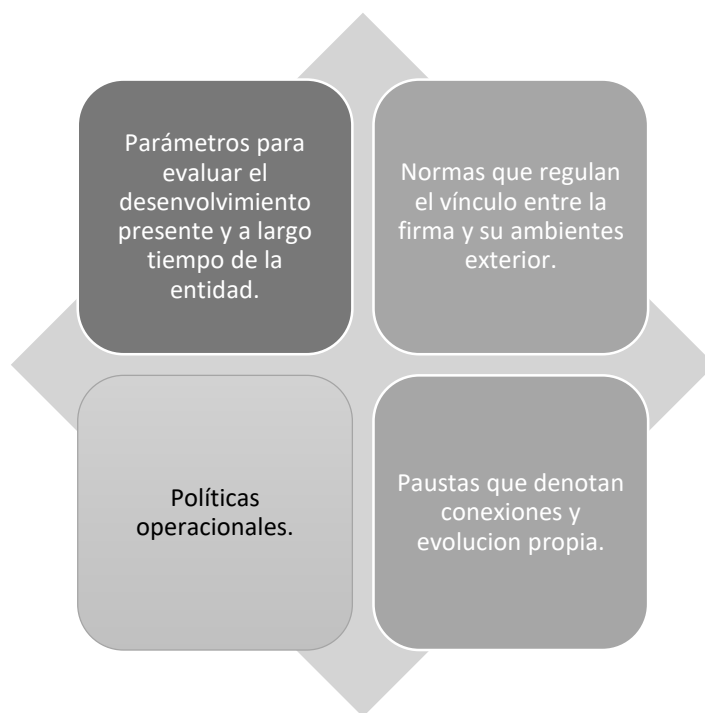 Parámetros para
evaluar el
desenvolvimiento
presente y a largo
tiempo de la
entidad.
Normas que regulan
el vínculo entre la
firma y su ambientes
exterior.
Políticas
operacionales.
Paustas que denotan
conexiones y
evolucion propia.